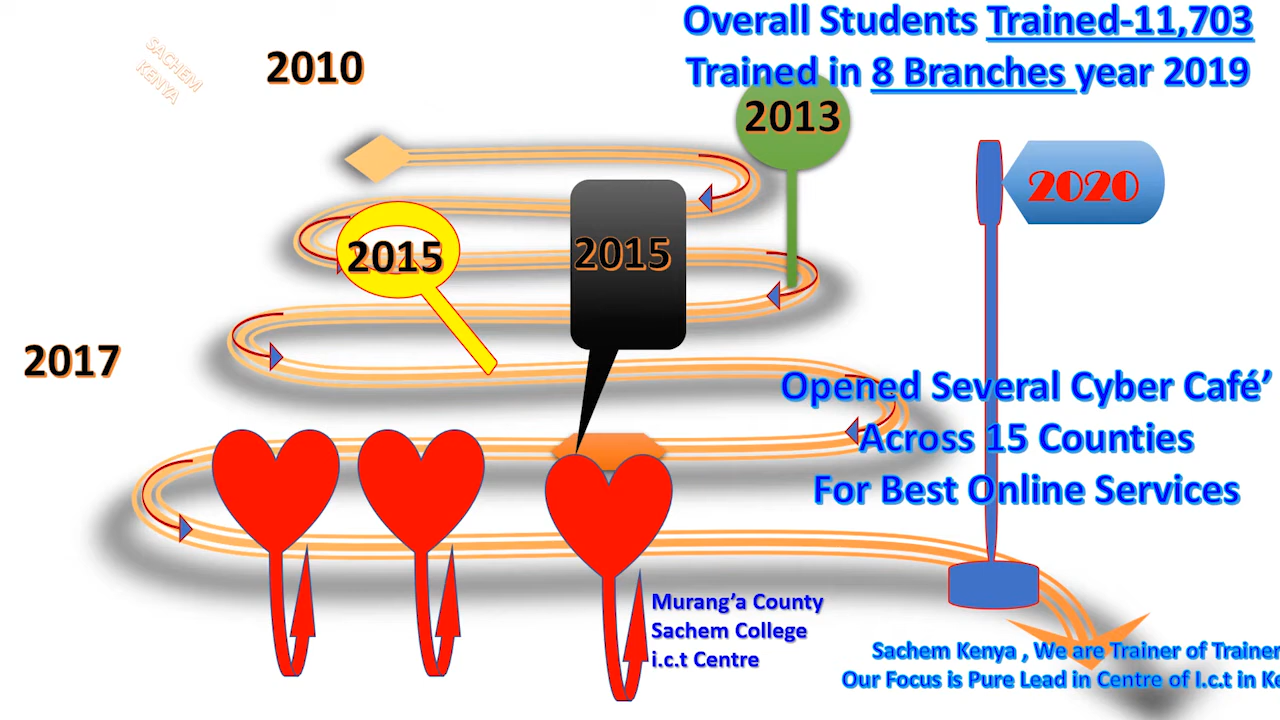 SACHEM
KENYA
2010
Overall Students Trained-11,703
Trained in 8 Branches year 2019
2013
2020
2015
2015
2017
Opened Several Cyber Café’
Across 15 Counties
For Best Online Services
Murang’a County
Sachem College
i.c.t Centre
Sachem Kenya , We are Trainer of Trainer
Our Focus is Pure Lead in Centre of I.c.t in Ke